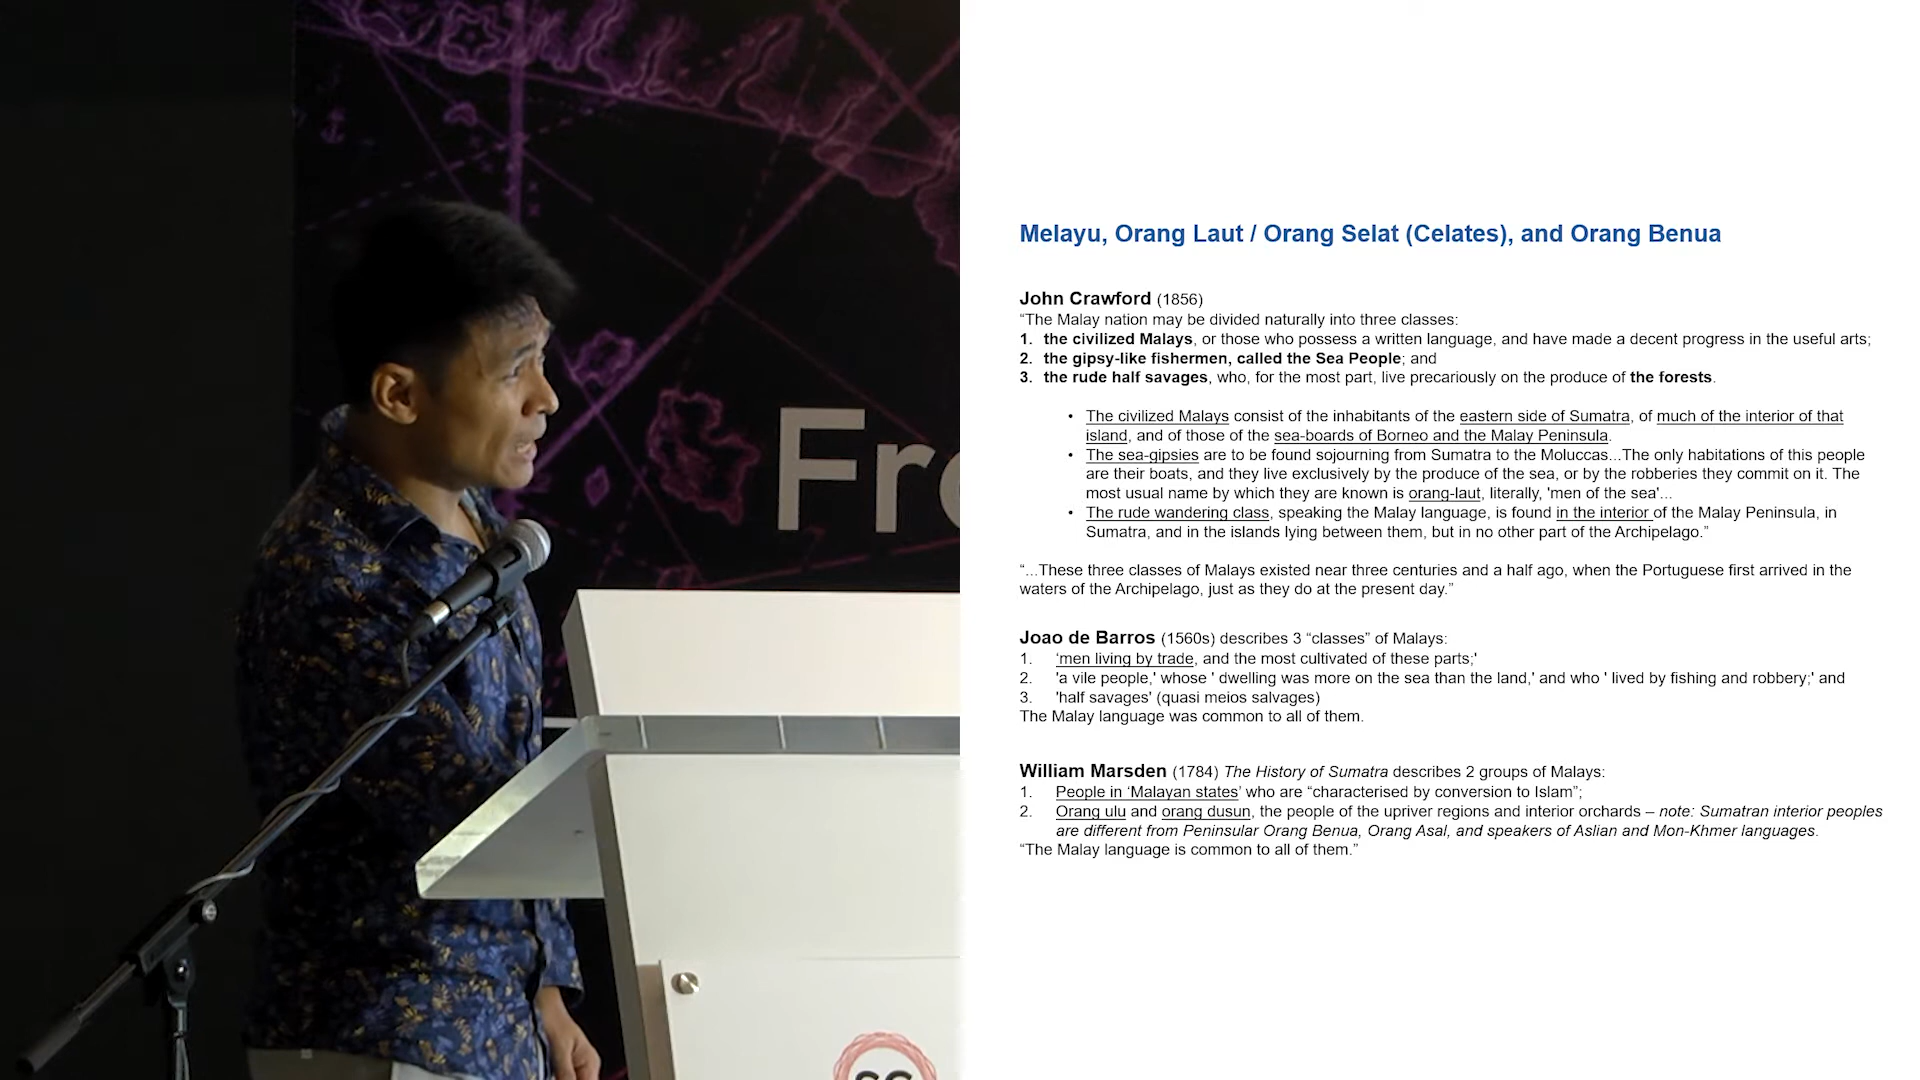 Fre
SG
Melayu, Orang Laut / Orang Selat (Celates), and Orang Benua
John Crawford (1856)
“The Malay nation may be divided naturally into three classes:
1. the civilized Malays, or those who possess a written language, and have made a decent progress in the useful arts;
2. the gipsy-like fishermen, called the Sea People; and
3. the rude half savages, who, for the most part, live precariously on the produce of the forests.
• The civilized Malays consist of the inhabitants of the eastern side of Sumatra, of much of the interior of that
island, and of those of the sea-boards of Borneo and the Malay Peninsula.
• The sea-gipsies are to be found sojourning from Sumatra to the Moluccas...The only habitations of this people
are their boats, and they live exclusively by the produce of the sea, or by the robberies they commit on it. The
most usual name by which they are known is orang-laut, literally, 'men of the sea'...
• The rude wandering class, speaking the Malay language, is found in the interior of the Malay Peninsula, in
Sumatra, and in the islands lying between them, but in no other part of the Archipelago.”
“...These three classes of Malays existed near three centuries and a half ago, when the Portuguese first arrived in the
waters of the Archipelago, just as they do at the present day.”
Joao de Barros (1560s) describes 3 “classes” of Malays:
1. ‘men living by trade, and the most cultivated of these parts;'
2. 'a vile people,' whose ' dwelling was more on the sea than the land,' and who ' lived by fishing and robbery;' and
3. 'half savages' (quasi meios salvages)
The Malay language was common to all of them.
William Marsden (1784) The History of Sumatra describes 2 groups of Malays:
1. People in ‘Malayan states’ who are “characterised by conversion to Islam”;
2. Orang ulu and orang dusun, the people of the upriver regions and interior orchards – note: Sumatran interior peoples
are different from Peninsular Orang Benua, Orang Asal, and speakers of Aslian and Mon-Khmer languages.
“The Malay language is common to all of them.”